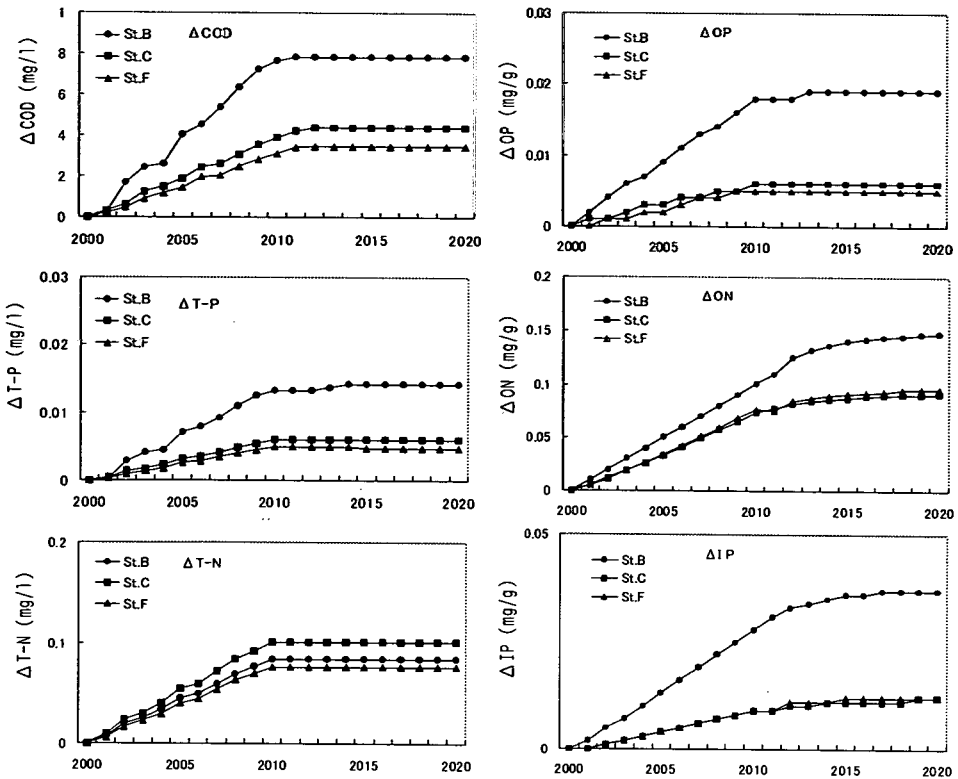 ΔCOD (mg/l)
1
8
6
4
2
0
St.B
St.C
St.F
ΔCOD
2000 2005 2010 2015 2020
ΔOP (mg/g)
0.03
0.02
0.01
0
St.B
St.C
St.F
ΔOP
2000 2005 2010 2015 2020
ΔT-P (mg/l)
0.03
0.02
0.01
0
St.B
St.C
St.F
ΔT-P
2000 2005 2010 2015 2020
ΔON (mg/g)
0.2
0.15
0.1
0.05
0
St.B
St.C
St.F
ΔON
2000 2005 2010 2015 2020
ΔT-N (mg/l)
0.2
0.1
0
St.B
St.C
St.F
ΔT-N
2000 2005 2010 2015 2020
ΔIP (mg/g)
0.05
0
St.B
St.C
St.F
ΔIP
2000 2005 2010 2015 2020